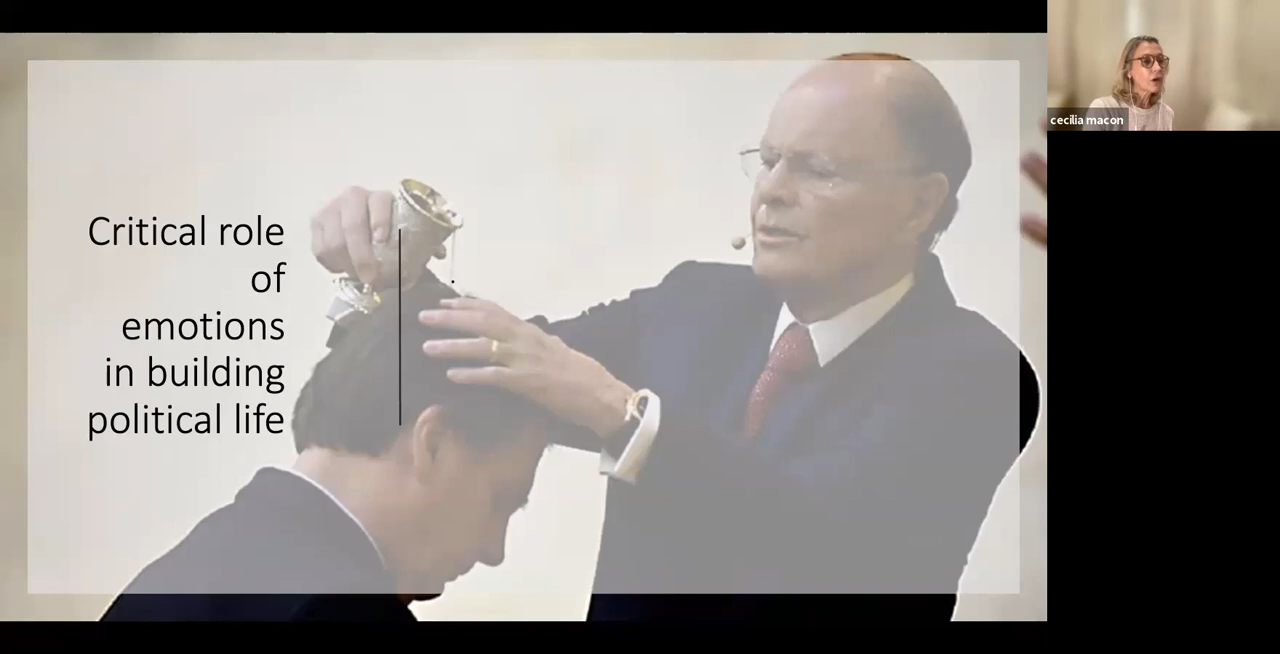 Critical role
of
emotions
in building
political life
cecilia macon